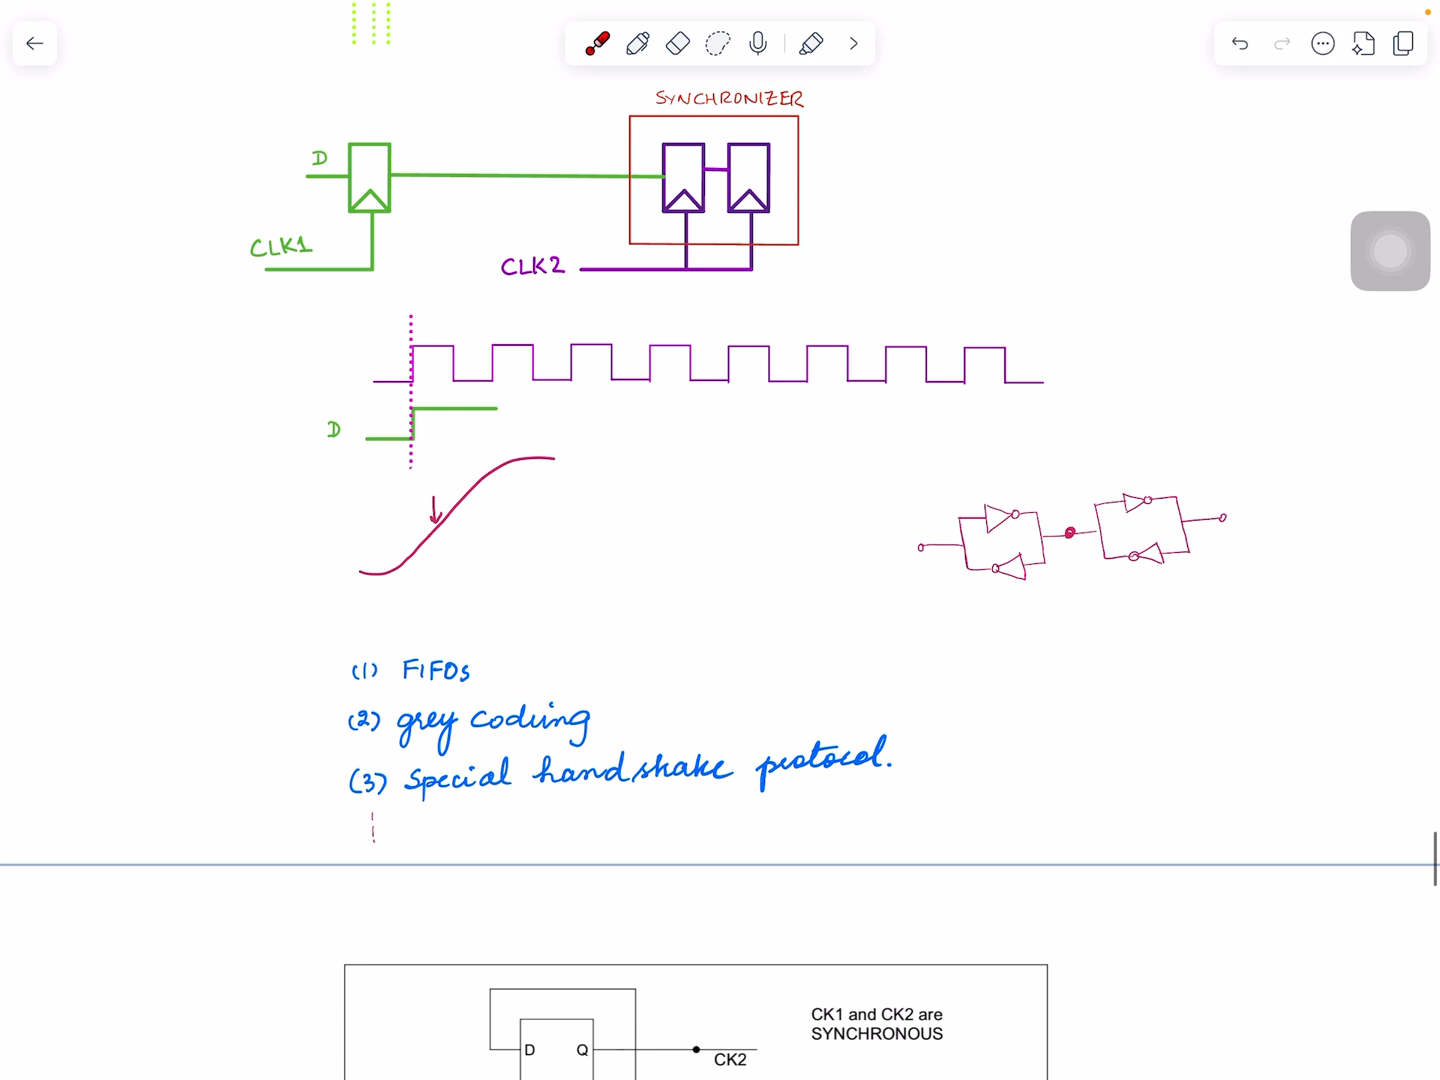 SYNCHRONIZER
D
CLK1
CLK2
D
(1) FIFOs
(2) grey coding
(3) special handshake protocol.
CK1 and CK2 are
SYNCHRONOUS
D Q
CK2